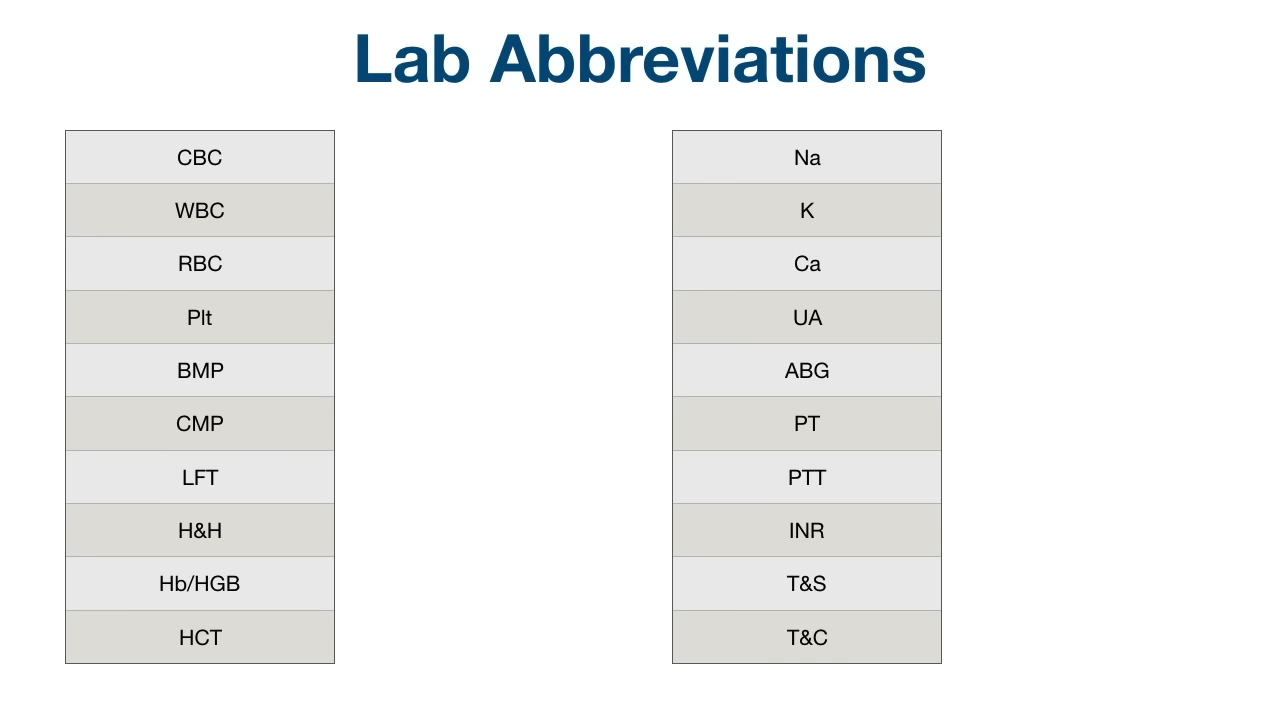 Lab Abbreviations
CBC
WBC
RBC
Plt
BMP
CMP
LFT
H&H
Hb/HGB
HCT
Na
K
Ca
UA
ABG
PT
PTT
INR
T&S
T&C